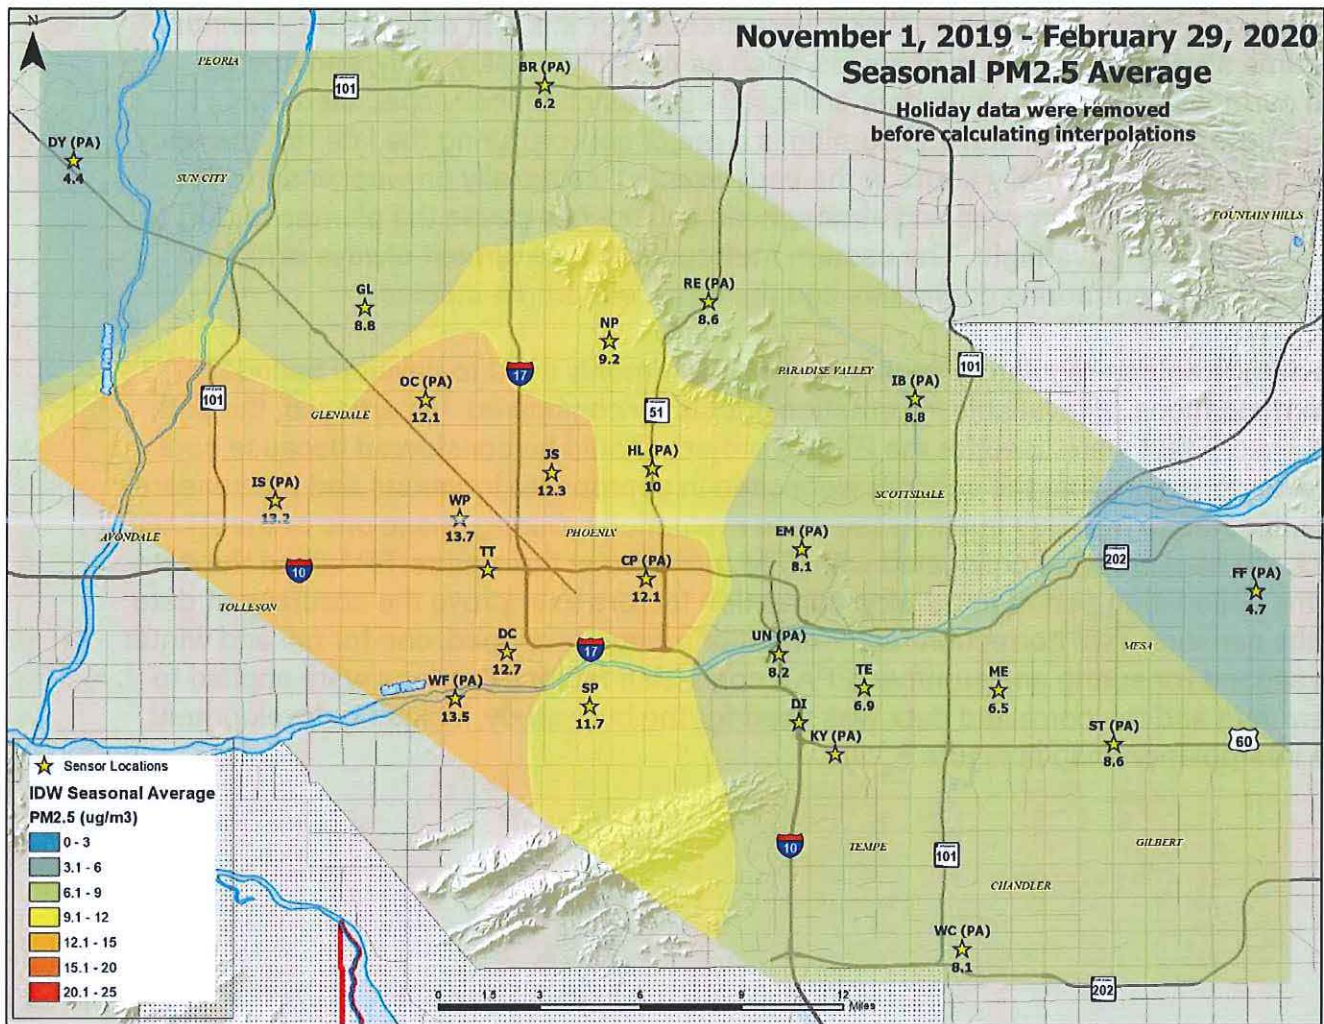 N
November 1, 2019 - February 29, 2020
Seasonal PM2.5 Average
Holiday data were removed
before calculating interpolations
PEORIA
BR (PA)
6.2
101
DY (PA)
4.4
SUN CITY
FOUNTAIN HILLS
GL
8.8
RE (PA)
8.6
NP
9.2
17
OC (PA)
12.1
PARADISE VALLEY
IB (PA)
8.8
101
101
GLENDALE
51
JS
12.3
HL (PA)
10
IS (PA)
13.2
WP
13.7
SCOTTSDALE
AVONDALE
PHOENIX
EM (PA)
8.1
TT
10
CP (PA)
12.1
202
FF (PA)
4.7
TOLLESON
DC
12.7
17
UN (PA)
8.2
MESA
WF (PA)
13.5
SP
11.7
TE
6.9
ME
6.5
DI
KY (PA)
ST (PA)
8.6
60
10
TEMPE
101
GILBERT
CHANDLER
WC (PA)
8.1
202
Sensor Locations
IDW Seasonal Average
PM2.5 (ug/m3)
0 - 3
3.1 - 6
6.1 - 9
9.1 - 12
12.1 - 15
15.1 - 20
20.1 - 25
0 1.5 3 6 9 12
Miles